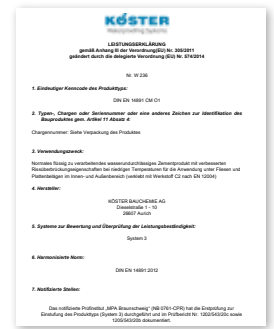 KÖSTER
Waterproofing Systems
LEISTUNGSERKLÄRUNG
gemäß Anhang III der Verordnung(EU) Nr. 305/2011
geändert durch die delegierte Verordnung (EU) Nr. 574/2014
Nr. W 236
1. Eindeutiger Kenncode des Produkttyps:
DIN EN 14891 CM O1
2. Typen-, Chargen oder Seriennummer oder eine anderes Zeichen zur Identifikation des
Bauproduktes gem. Artikel 11 Absatz 4:
Chargennummer: Siehe Verpackung des Produktes
3. Verwendungszweck:
Normales flüssig zu verarbeitendes wasserundurchlässiges Zementprodukt mit verbesserten
Rissüberbrückungseigenschaften bei niedrigen Temperaturen für die Anwendung unter Fliesen und
Plattenbelägen im Innen- und Außenbereich (verklebt mit Werkstoff C2 nach EN 12004)
4. Hersteller:
KÖSTER BAUCHEMIE AG
Dieselstraße 1 - 10
26607 Aurich
5. Systeme zur Bewertung und Überprüfung der Leistungsbeständigkeit:
System 3
6. Harmonisierte Norm:
DIN EN 14891:2012
7. Notifizierte Stellen:
Das notifizierte Prüfinstitut „MPA Braunschweig“ (NB 0761-CPR) hat die Erstprüfung zur
Einstufung des Produkttyps (System 3) durchgeführt und im Prüfbericht Nr. 1202/543/20c sowie
1205/543/20b dokumentiert.